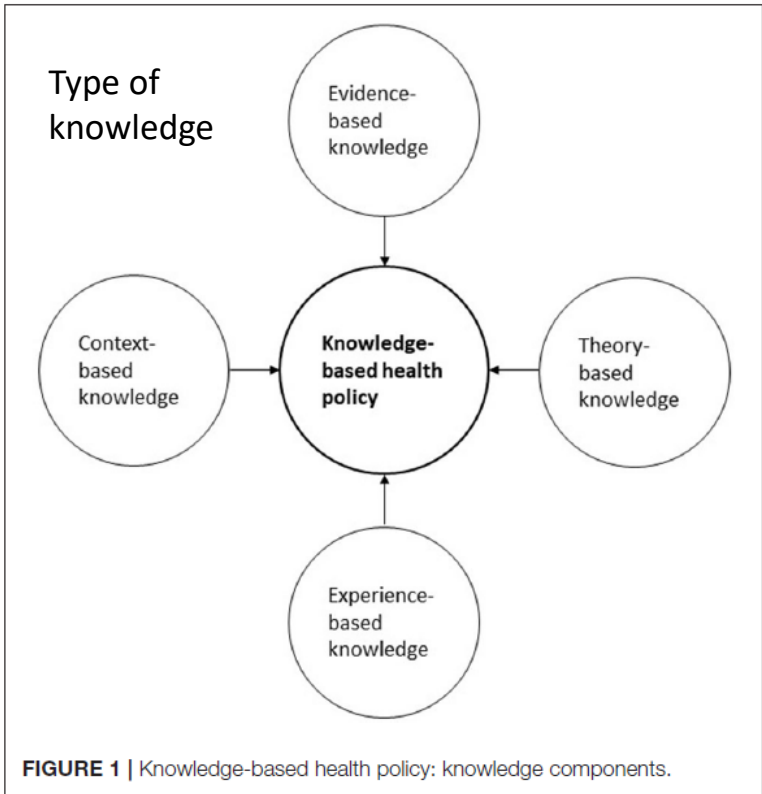 Type of
knowledge
Evidence-
based
knowledge
Context-
based
knowledge
Knowledge-
based health
policy
Theory-
based
knowledge
Experience-
based
knowledge
FIGURE 1 | Knowledge-based health policy: knowledge components.